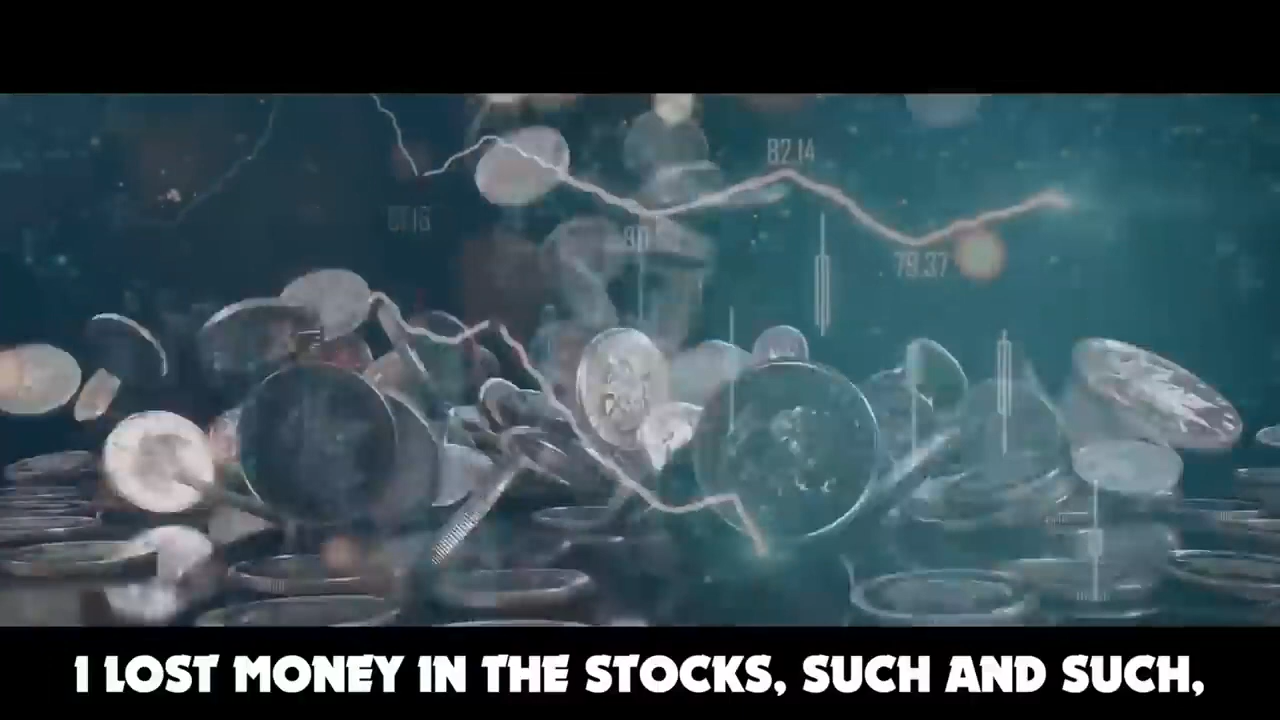 82.14
79.37
I LOST MONEY IN THE STOCKS, SUCH AND SUCH,